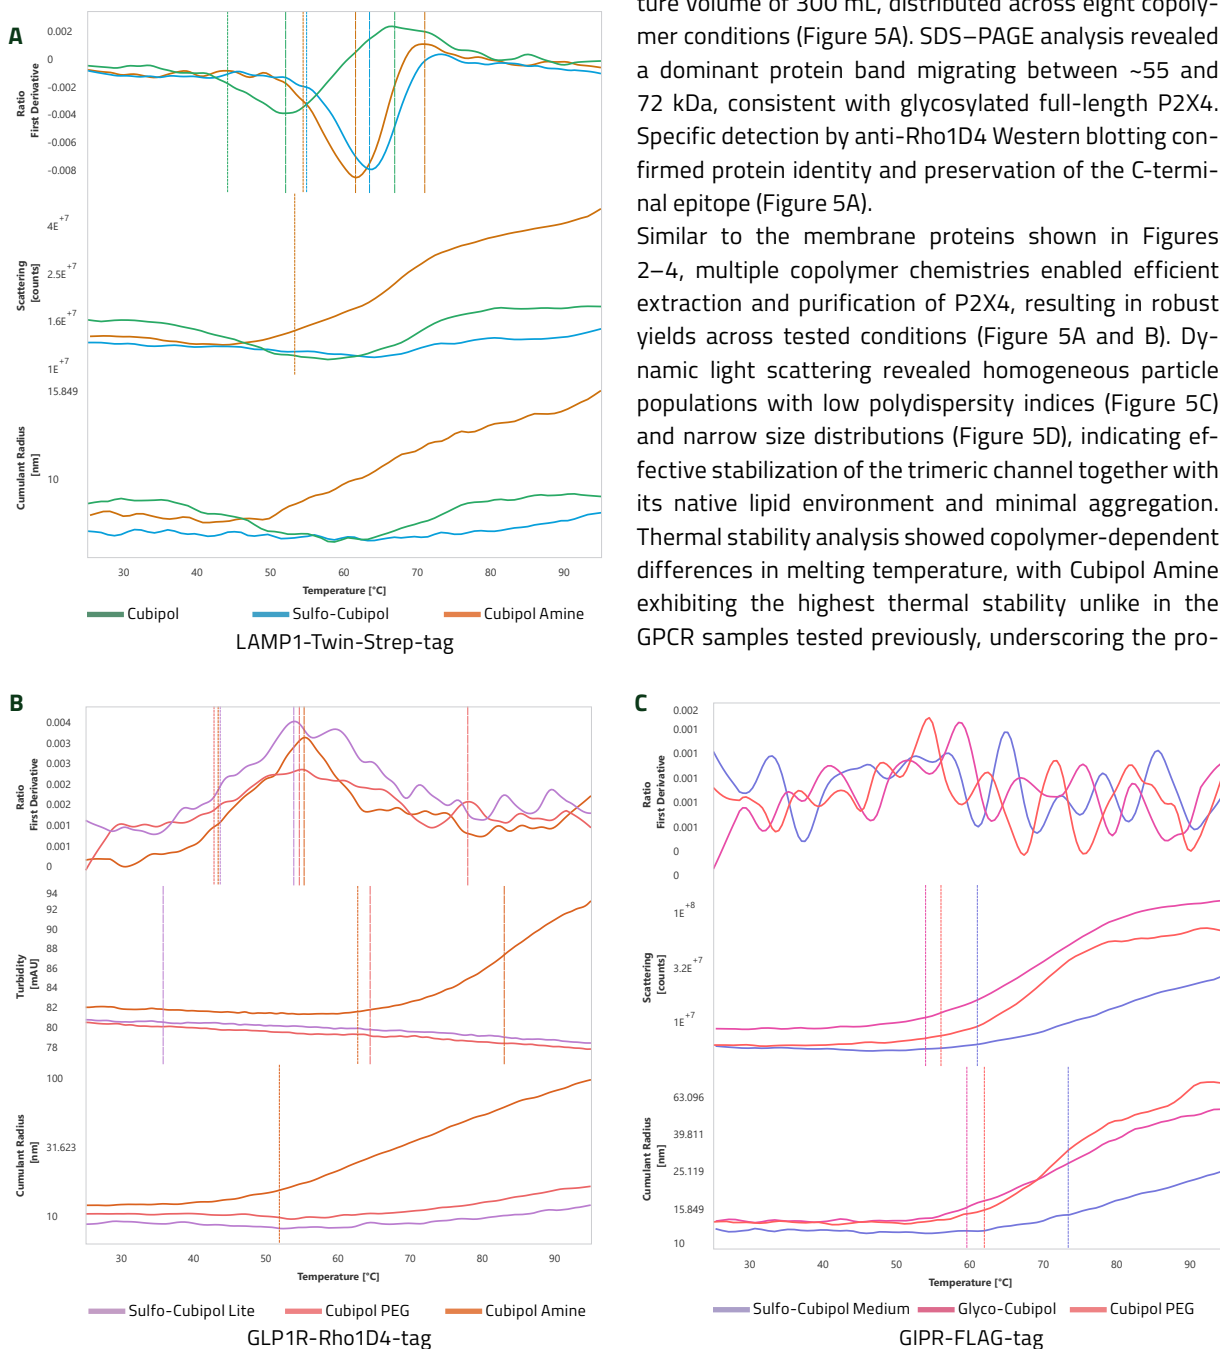 ture volume of 300 mL, distributed across eight copoly-
mer conditions (Figure 5A). SDS–PAGE analysis revealed
a dominant protein band migrating between ~55 and
72 kDa, consistent with glycosylated full-length P2X4.
Specific detection by anti-Rho1D4 Western blotting con-
firmed protein identity and preservation of the C-termi-
nal epitope (Figure 5A).
Similar to the membrane proteins shown in Figures
2–4, multiple copolymer chemistries enabled efficient
extraction and purification of P2X4, resulting in robust
yields across tested conditions (Figure 5A and B). Dy-
namic light scattering revealed homogeneous particle
populations with low polydispersity indices (Figure 5C)
and narrow size distributions (Figure 5D), indicating ef-
fective stabilization of the trimeric channel together with
its native lipid environment and minimal aggregation.
Thermal stability analysis showed copolymer-dependent
differences in melting temperature, with Cubipol Amine
exhibiting the highest thermal stability unlike in the
GPCR samples tested previously, underscoring the pro-
A
Ratio
First Derivative
0.002
0
-0.002
-0.004
-0.006
-0.008
Scattering
[counts]
4E+7
2.5E+7
1.6E+7
1E+7
Cumulant Radius
[nm]
15.849
10
30 40 50 60 70 80 90
Temperature [°C]
Cubipol Sulfo-Cubipol Cubipol Amine
LAMP1-Twin-Strep-tag
B
Ratio
First Derivative
0.004
0.003
0.002
0.002
0.001
0.001
0
Turbidity
[mAU]
94
92
90
88
86
84
82
80
78
Cumulant Radius
[nm]
100
31.623
10
30 40 50 60 70 80 90
Temperature [°C]
Sulfo-Cubipol Lite Cubipol PEG Cubipol Amine
GLP1R-Rho1D4-tag
C
Ratio
First Derivative
0.002
0.001
0.001
0.001
0.001
0.001
0
0
Scattering
[counts]
1E+8
3.2E+7
1E+7
Cumulant Radius
[nm]
63.096
39.811
25.119
15.849
10
30 40 50 60 70 80 90
Temperature [°C]
Sulfo-Cubipol Medium Glyco-Cubipol Cubipol PEG
GIPR-FLAG-tag